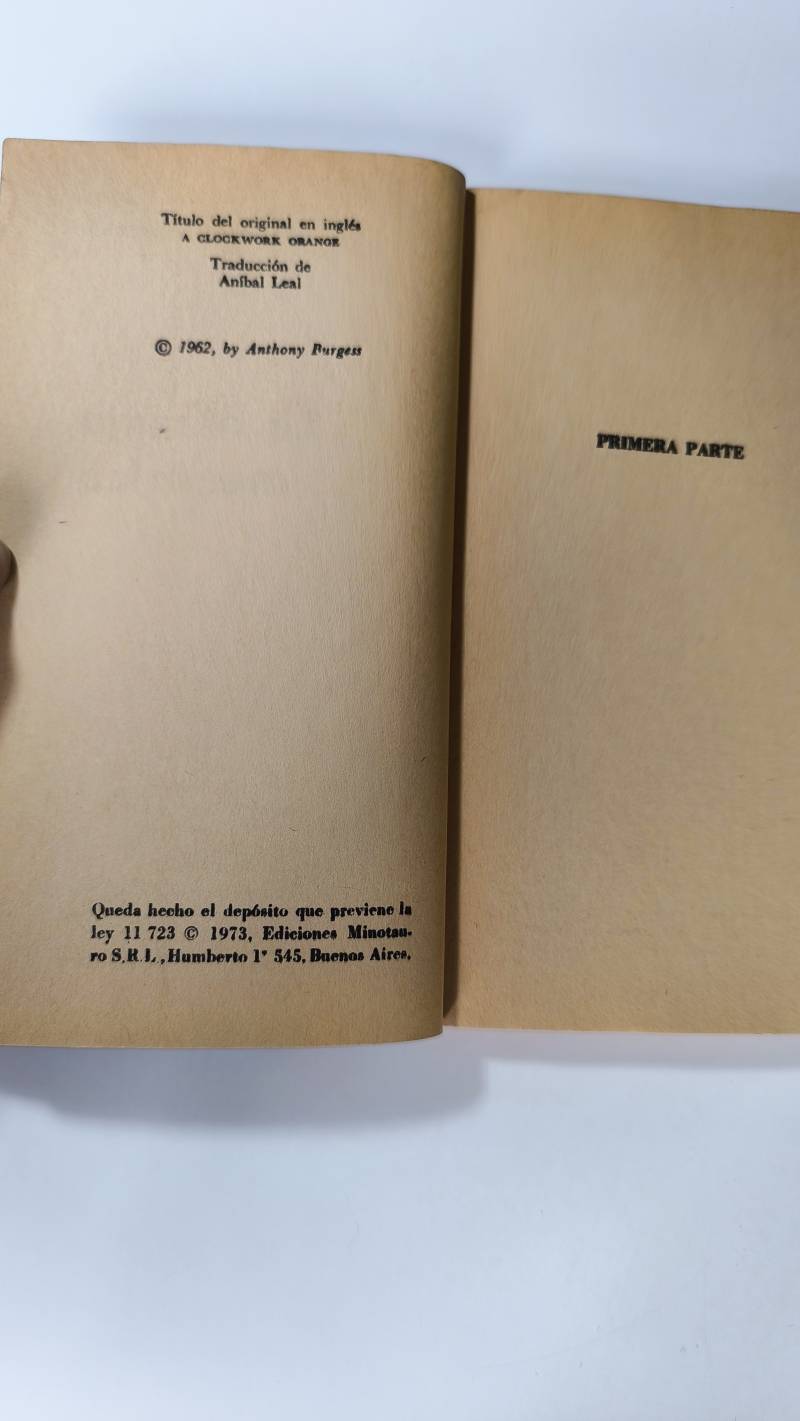 Título del original en inglés
A CLOCKWORK ORANGE
Traducción de
Aníbal Leal
© 1962, by Anthony Burgess
Queda hecho el depósito que previene la
ley 11 723 © 1973, Ediciones Minotau-
ro S.R.L., Humberto 1° 545, Buenos Aires.
PRIMERA PARTE